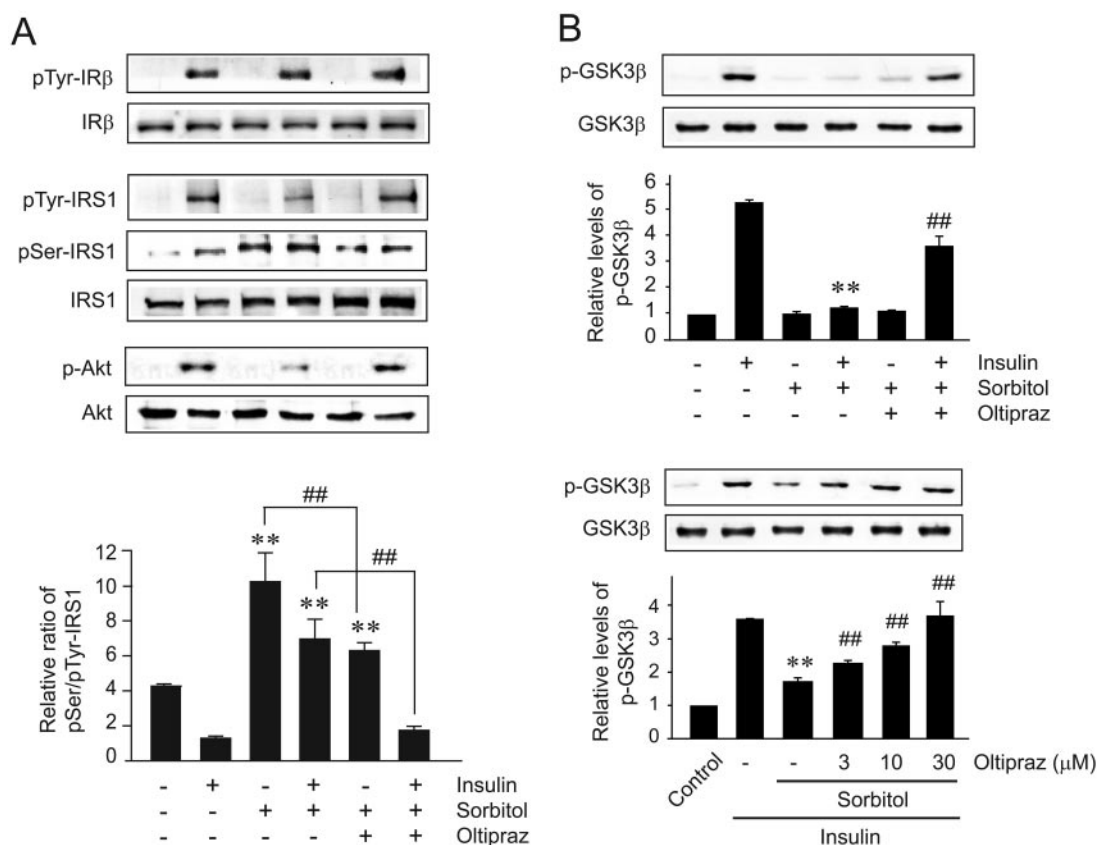 A
pTyr-IRβ
IRβ
pTyr-IRS1
pSer-IRS1
IRS1
p-Akt
Akt
##
##
**
**
**
12
10
8
6
4
2
0
Relative ratio of
pSer/pTyr-IRS1
- + - + - + Insulin
- - + + + + Sorbitol
- - - - + + Oltipraz
B
p-GSK3β
GSK3β
6
5
4
3
2
1
0
Relative levels of
p-GSK3β
**
##
- + - + - + Insulin
- - + + + + Sorbitol
- - - - + + Oltipraz
p-GSK3β
GSK3β
4
3
2
1
0
Relative levels of
p-GSK3β
**
##
##
##
Control - - 3 10 30 Oltipraz (μM)
Sorbitol
Insulin